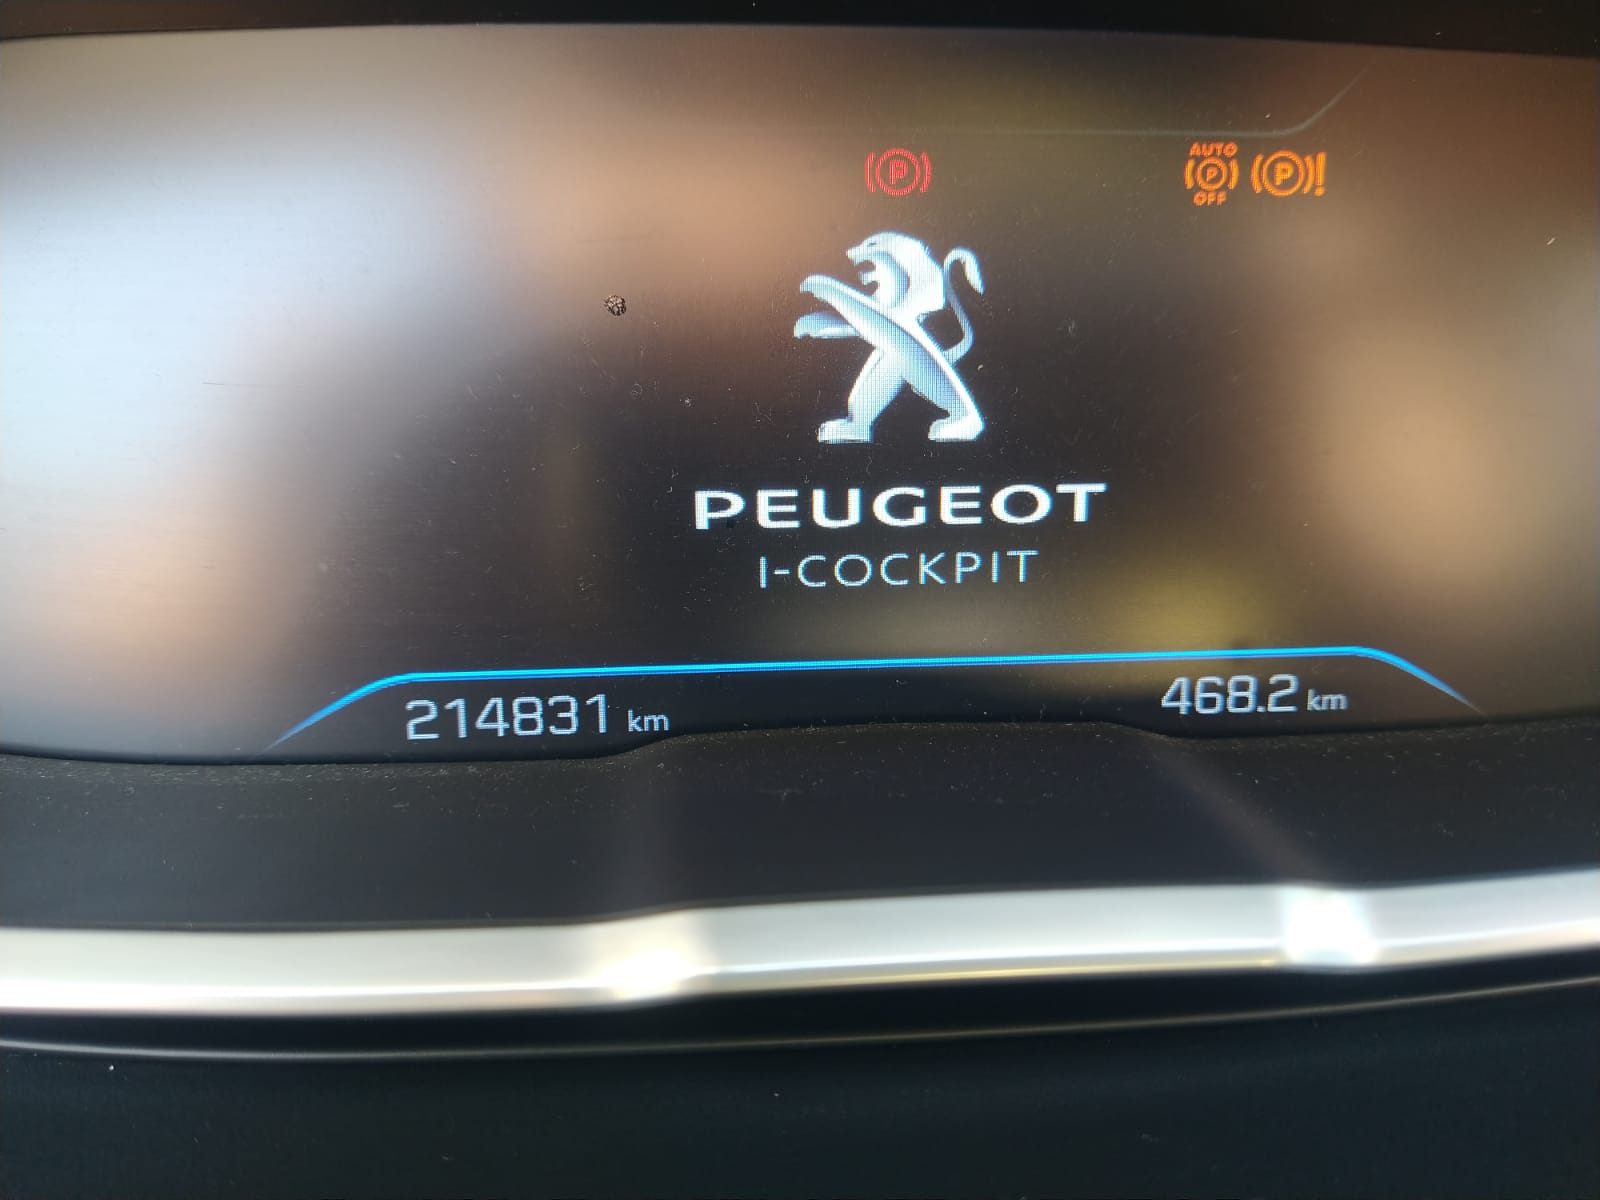 AUTO
(P) (P) (P)!
OFF
PEUGEOT
I-COCKPIT
214831 km
468.2 km